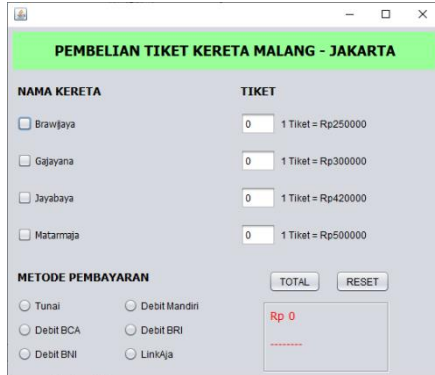 PEMBELIAN TIKET KERETA MALANG - JAKARTA
NAMA KERETA TIKET
Brawijaya 0 1 Tiket = Rp250000
Gajayana 0 1 Tiket = Rp300000
Jayabaya 0 1 Tiket = Rp420000
Matarmaja 0 1 Tiket = Rp500000
METODE PEMBAYARAN TOTAL RESET
Tunai Debit Mandiri
Debit BCA Debit BRI
Debit BNI LinkAja
Rp 0
--------